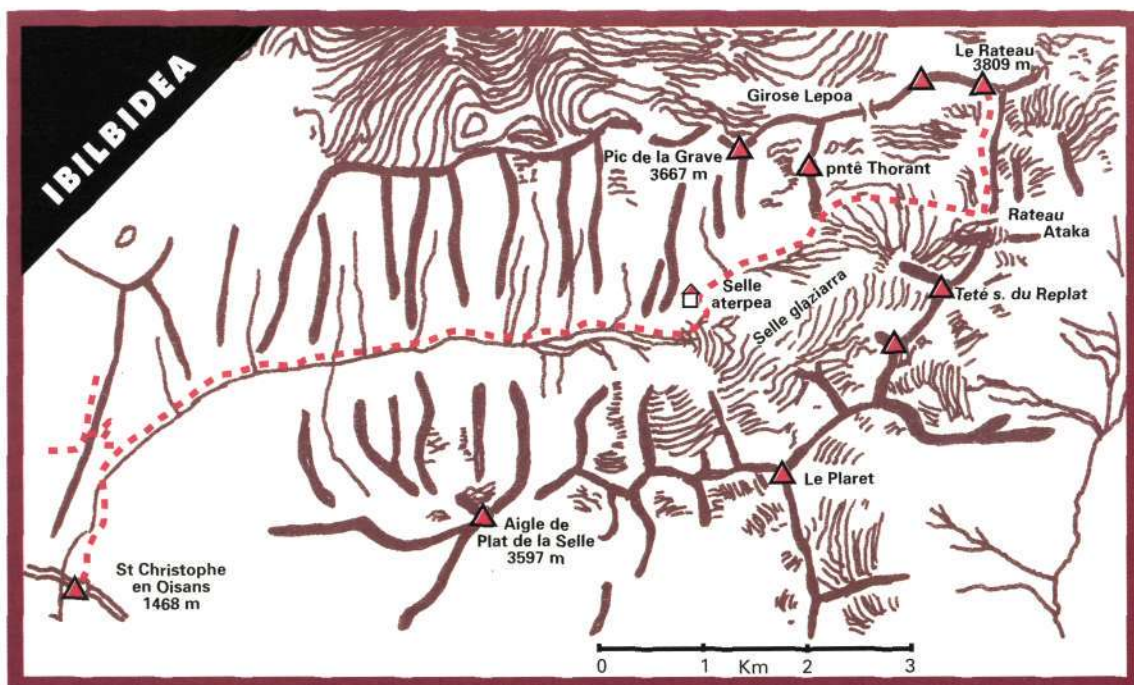 IBILBIDEA
Le Rateau
3809 m
Girose Lepoa
Pic de la Grave
3667 m
pntê Thorant
Rateau
Ataka
Selle
aterpea
Selle glaziarra
Teté s. du Replat
Le Plaret
Aigle de
Plat de la Selle
3597 m
St Christophe
en Oisans
1468 m
0 1 Km 2 3